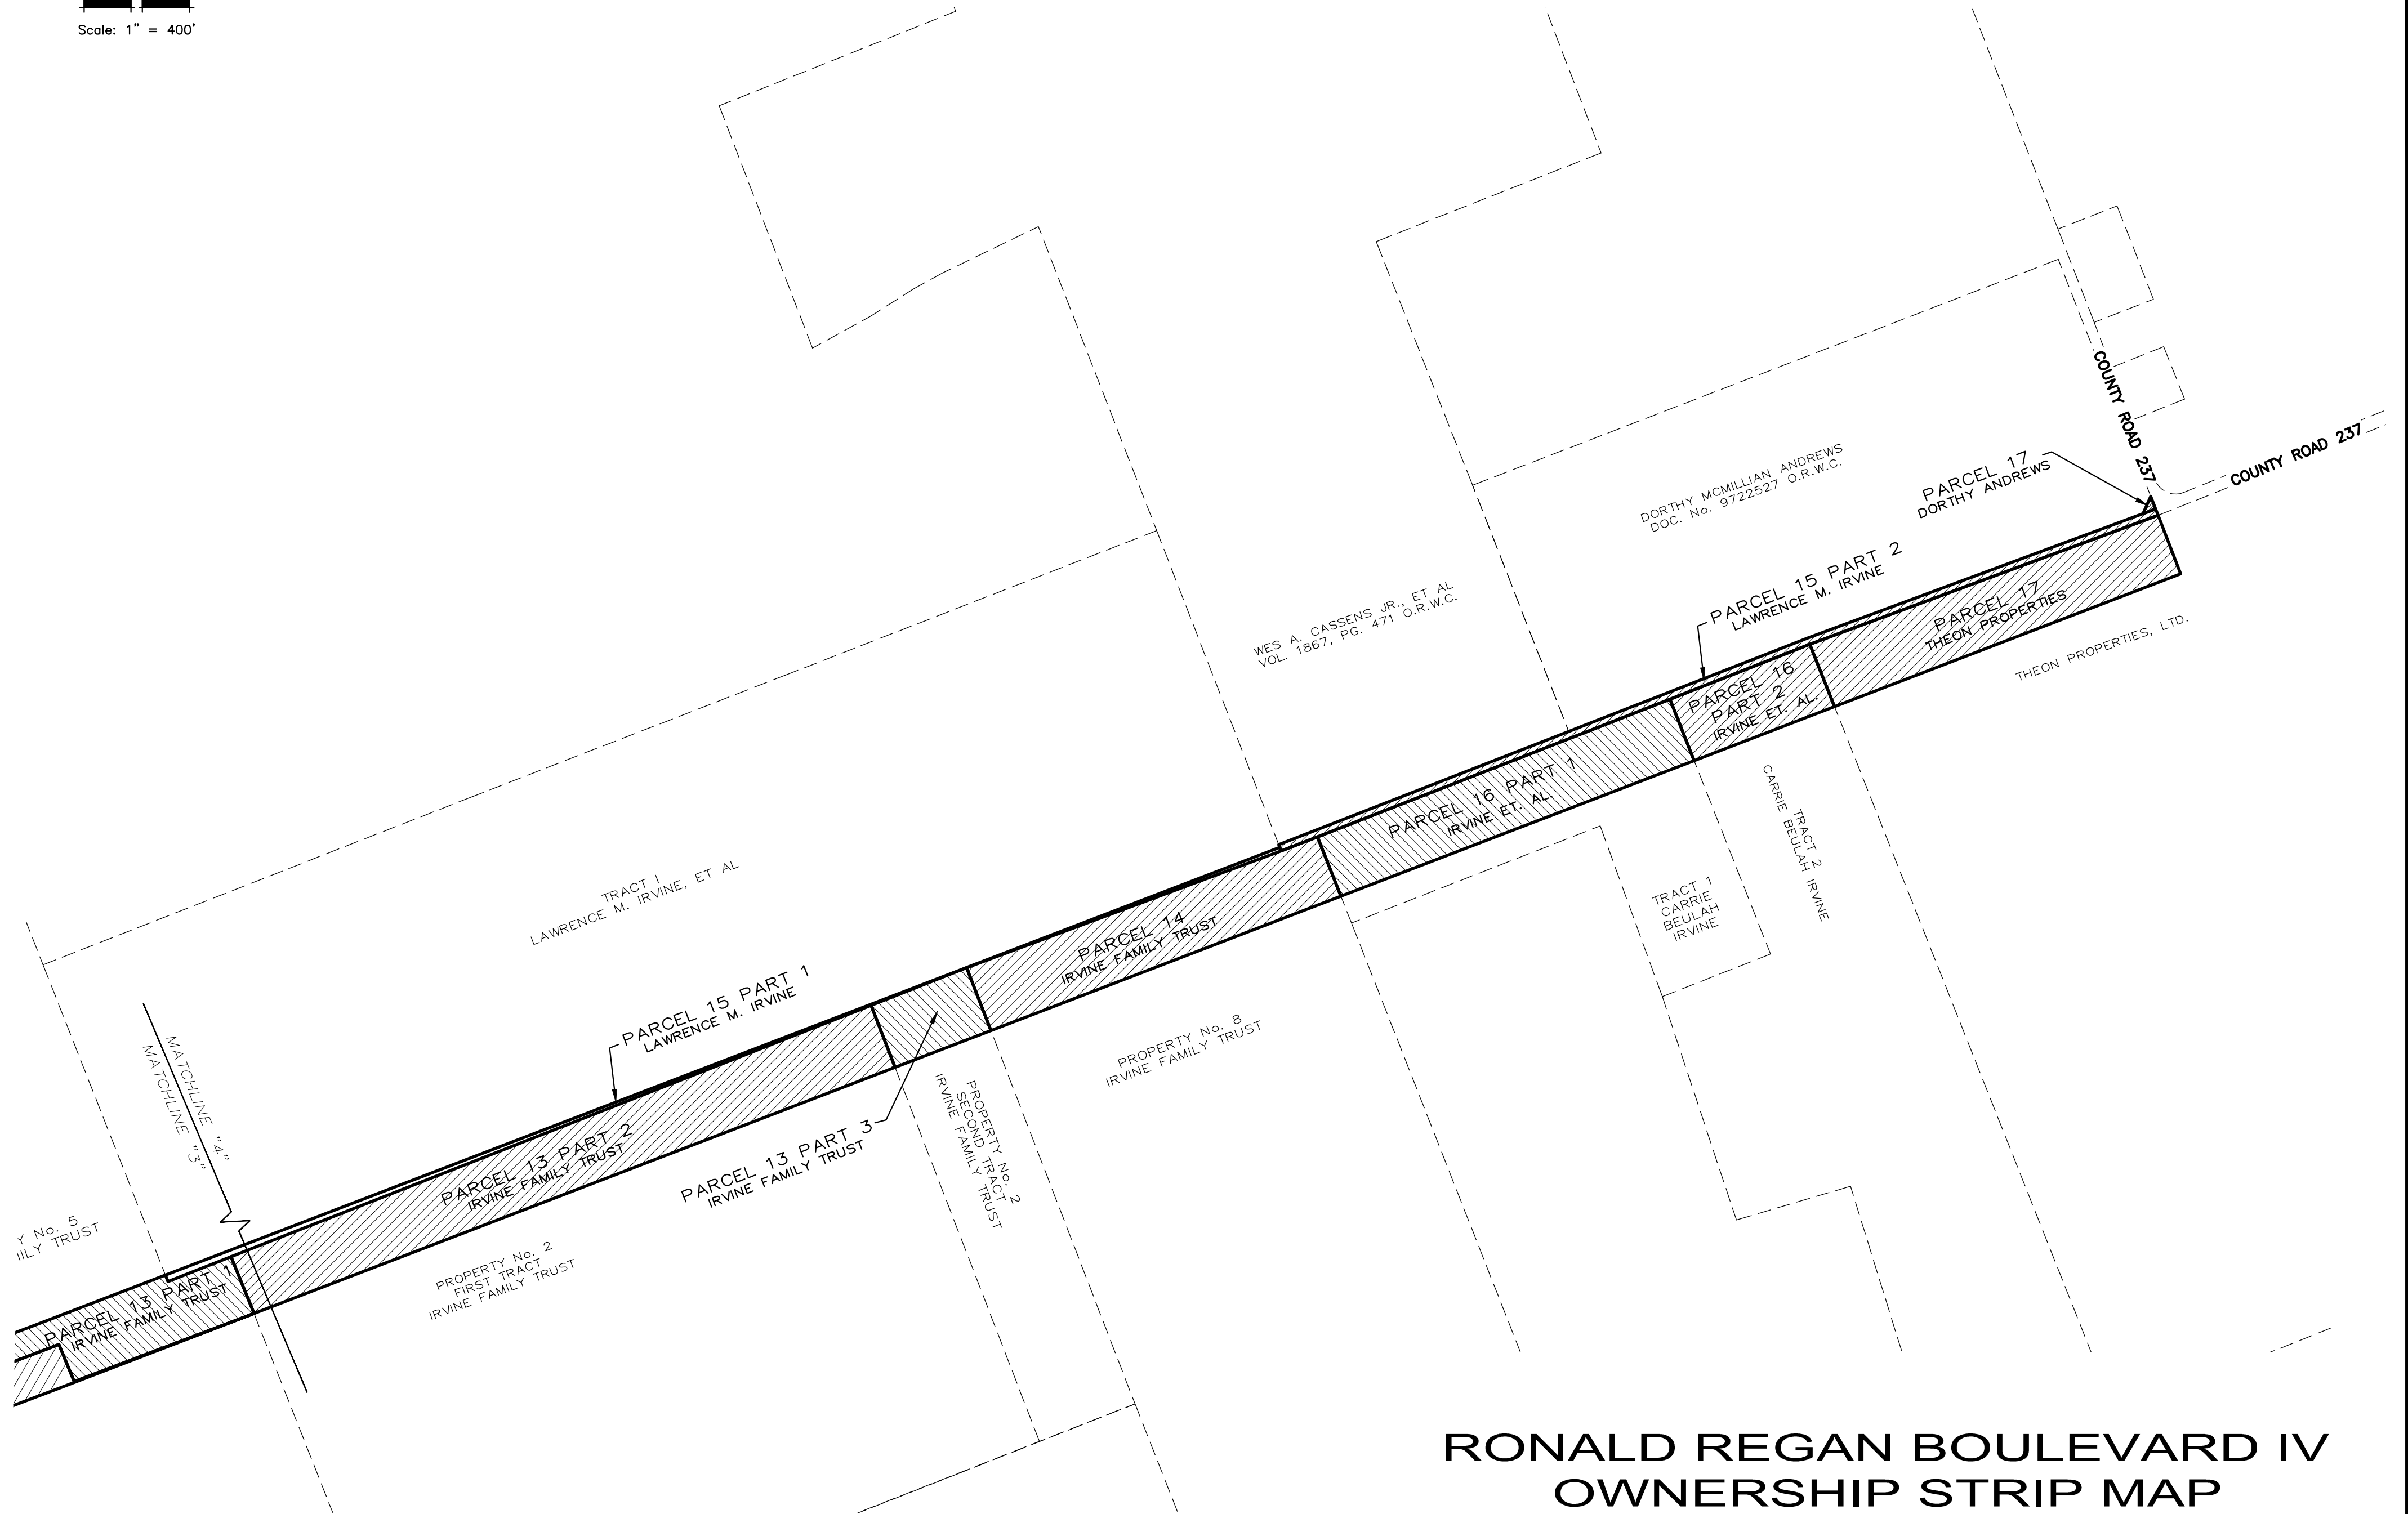 Scale: 1" = 400'
COUNTY ROAD 237
COUNTY ROAD 237
PARCEL 17
DORTHY ANDREWS
DORTHY MCMILLIAN ANDREWS
DOC. No. 9722527 O.R.W.C.
PARCEL 15 PART 2
LAWRENCE M. IRVINE
WES A. CASSENS JR., ET AL
VOL. 1867, PG. 471 O.R.W.C.
PARCEL 17
THEON PROPERTIES
THEON PROPERTIES, LTD.
PARCEL 16
PART 2
IRVINE ET. AL.
PARCEL 16 PART 1
IRVINE ET. AL.
TRACT 2
CARRIE BEULAH IRVINE
TRACT 1
CARRIE
BEULAH
IRVINE
TRACT I
LAWRENCE M. IRVINE, ET AL
PARCEL 14
IRVINE FAMILY TRUST
PARCEL 15 PART 1
LAWRENCE M. IRVINE
PROPERTY No. 8
IRVINE FAMILY TRUST
MATCHLINE "4"
MATCHLINE "3"
PARCEL 13 PART 2
IRVINE FAMILY TRUST
PARCEL 13 PART 3
IRVINE FAMILY TRUST
PROPERTY No. 2
SECOND TRACT
IRVINE FAMILY TRUST
Y No. 5
ILY TRUST
PROPERTY No. 2
FIRST TRACT
IRVINE FAMILY TRUST
PARCEL 13 PART 1
IRVINE FAMILY TRUST
RONALD REGAN BOULEVARD IV
OWNERSHIP STRIP MAP